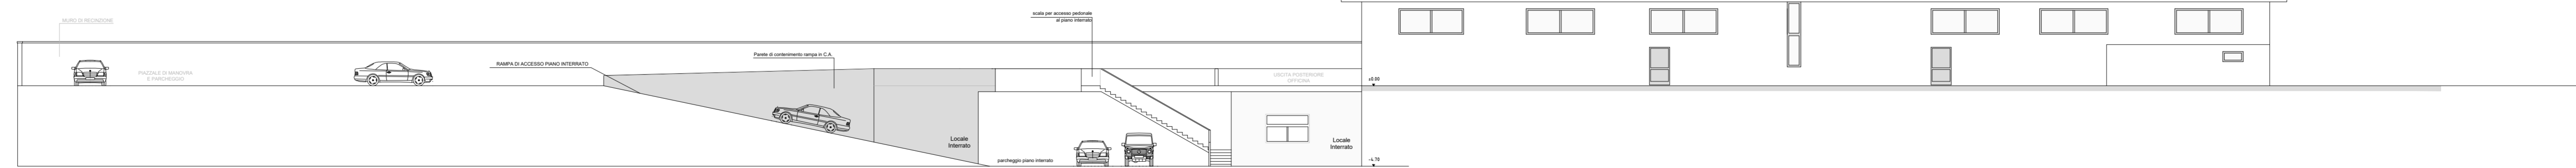 MURO DI RECINZIONE
PIAZZALE DI MANOVRA
E PARCHEGGIO
RAMPA DI ACCESSO PIANO INTERRATO
Parete di contenimento rampa in C.A.
scala per accesso pedonale
al piano interrato
USCITA POSTERIORE
OFFICINA
±0.00
Locale
Interrato
parcheggio piano interrato
Locale
Interrato
-4.70